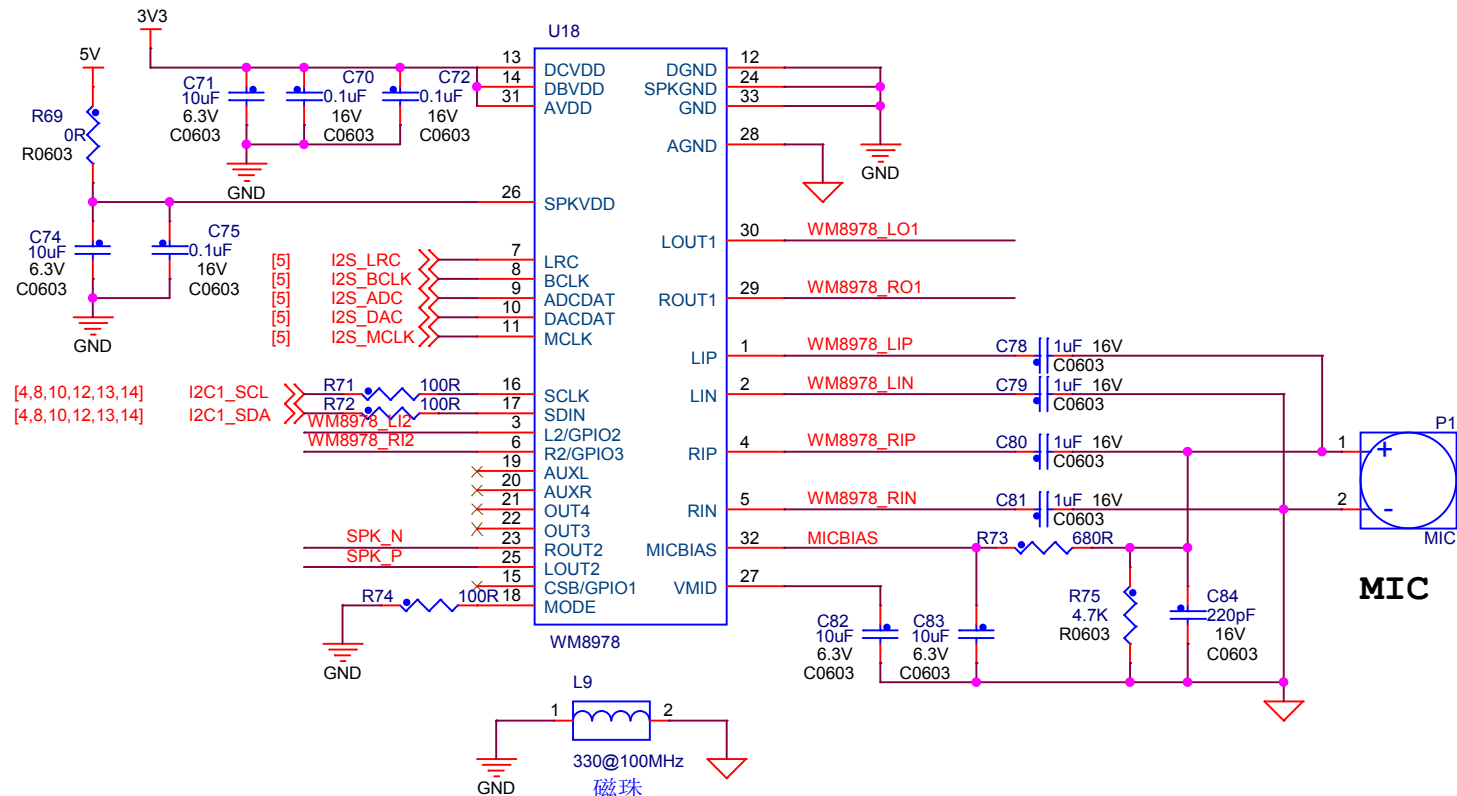 3V3
5V
R69
0R
R0603
C71
10uF
6.3V
C0603
C70
0.1uF
16V
C0603
C72
0.1uF
16V
C0603
GND
C74
10uF
6.3V
C0603
C75
0.1uF
16V
C0603
GND
U18
13 DCVDD
14 DBVDD
31 AVDD
26 SPKVDD
[5] I2S_LRC 7 LRC
[5] I2S_BCLK 8 BCLK
[5] I2S_ADC 9 ADCDAT
[5] I2S_DAC 10 DACDAT
[5] I2S_MCLK 11 MCLK
[4,8,10,12,13,14] I2C1_SCL R71 100R 16 SCLK
[4,8,10,12,13,14] I2C1_SDA R72 100R 17 SDIN
WM8978_LI2 3 L2/GPIO2
WM8978_RI2 6 R2/GPIO3
19 AUXL
20 AUXR
21 OUT4
22 OUT3
SPK_N 23 ROUT2
SPK_P 25 LOUT2
15 CSB/GPIO1
R74 100R 18 MODE
GND
WM8978
DGND 12
SPKGND 24
GND 33
AGND 28
GND
LOUT1 30 WM8978_LO1
ROUT1 29 WM8978_RO1
LIP 1 WM8978_LIP C78 1uF 16V
C0603
LIN 2 WM8978_LIN C79 1uF 16V
C0603
RIP 4 WM8978_RIP C80 1uF 16V
C0603
RIN 5 WM8978_RIN C81 1uF 16V
C0603
MICBIAS 32 MICBIAS R73 680R
VMID 27
C82
10uF
6.3V
C0603
C83
10uF
6.3V
C0603
R75
4.7K
R0603
C84
220pF
16V
C0603
P1
1 +
2 -
MIC
MIC
L9
1 2
330@100MHz
磁珠
GND